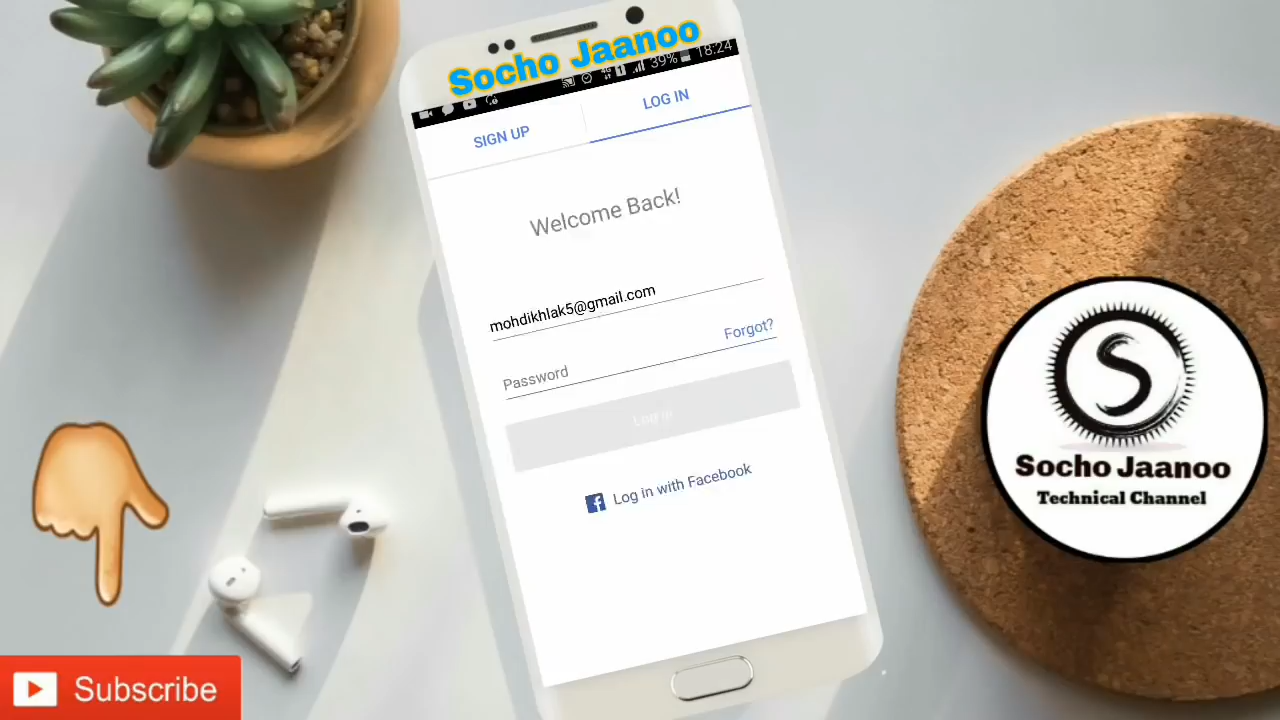 Socho Jaanoo
39% 18:24
SIGN UP
LOG IN
Welcome Back!
mohdikhlak5@gmail.com
Password
Forgot?
Log in
Log in with Facebook
S
Socho Jaanoo
Technical Channel
Subscribe